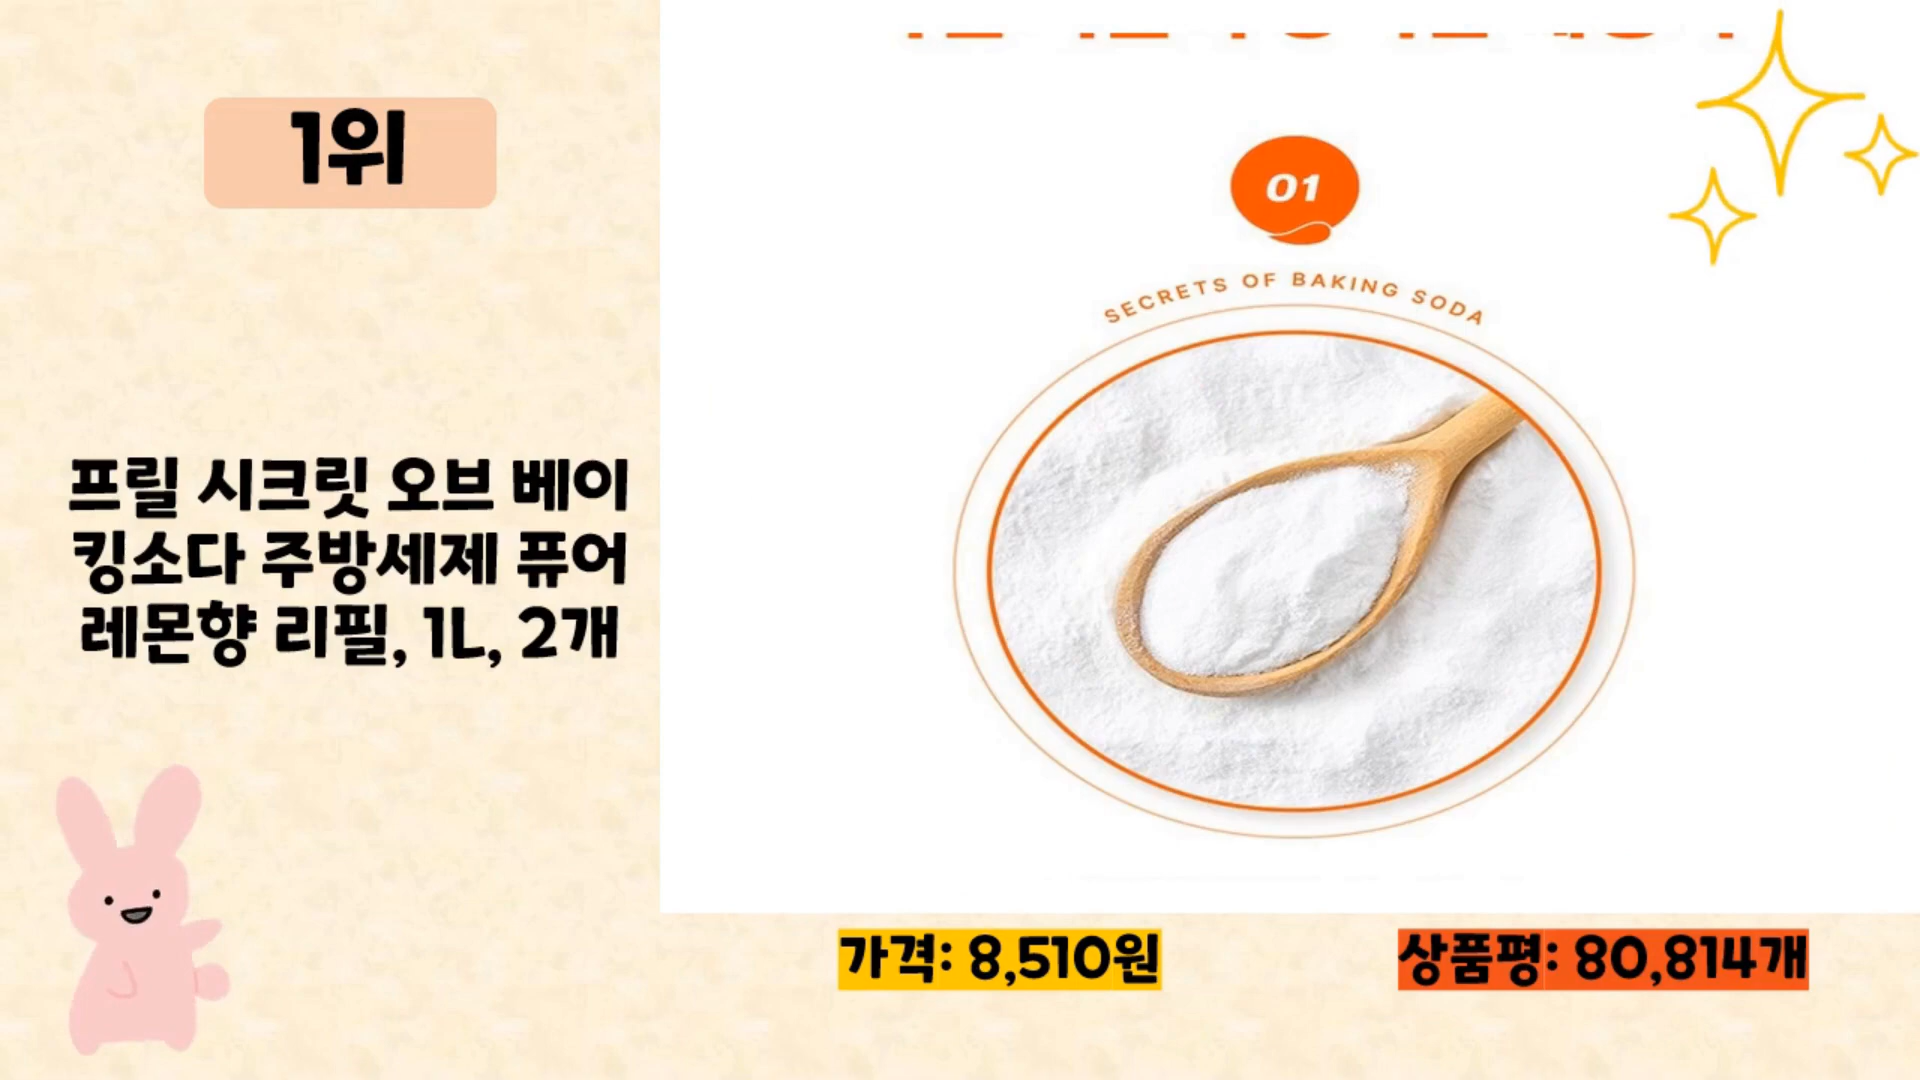 1위
01
SECRETS OF BAKING SODA
프릴 시크릿 오브 베이
킹소다 주방세제 퓨어
레몬향 리필, 1L, 2개
가격: 8,510원
상품평: 80,814개